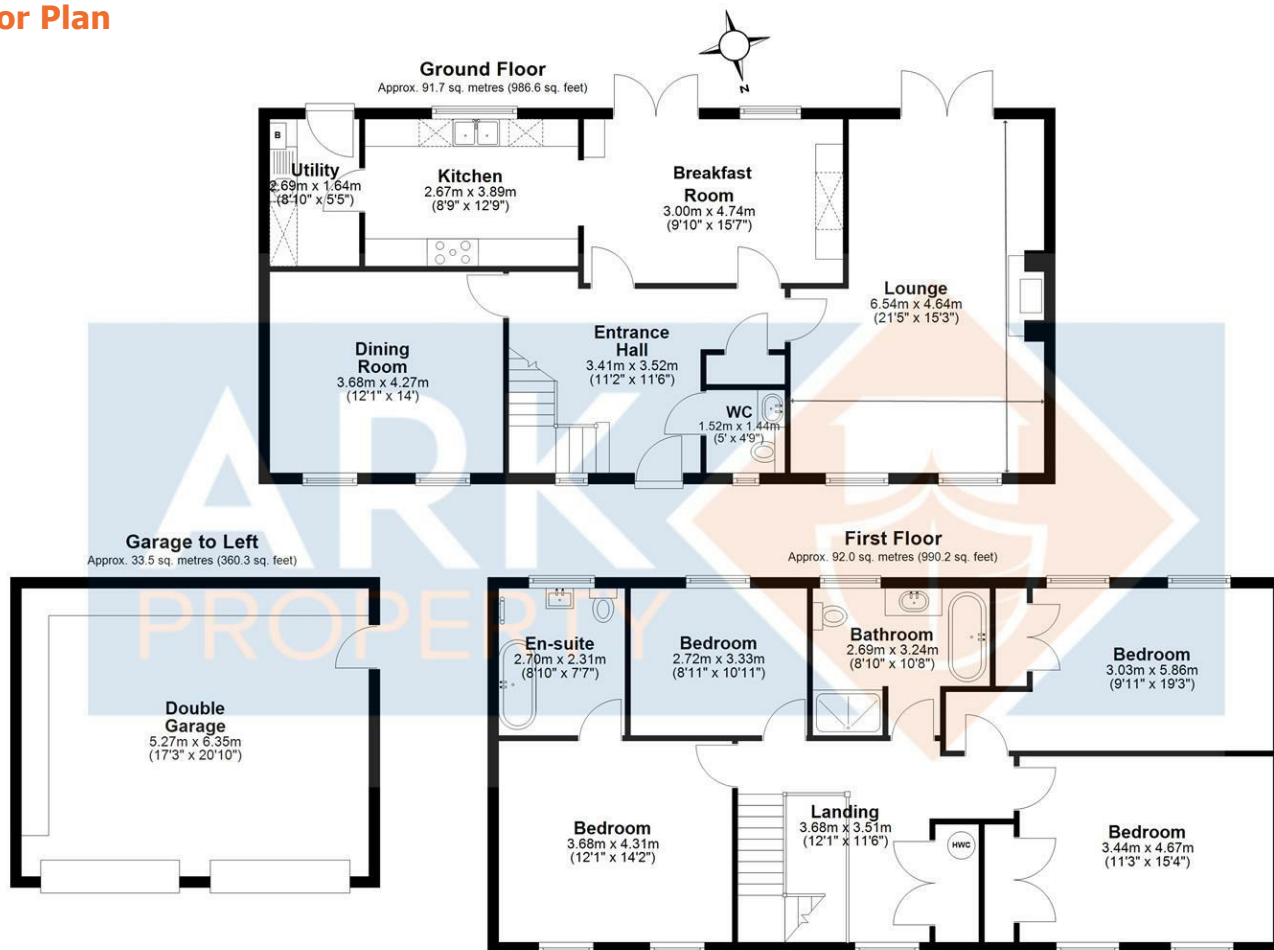 or Plan
Ground Floor
Approx. 91.7 sq. metres (986.6 sq. feet)
N
B
Utility
2.69m x 1.64m
(8'10" x 5'5")
Kitchen
2.67m x 3.89m
(8'9" x 12'9")
Breakfast
Room
3.00m x 4.74m
(9'10" x 15'7")
Lounge
6.54m x 4.64m
(21'5" x 15'3")
Dining
Room
3.68m x 4.27m
(12'1" x 14')
Entrance
Hall
3.41m x 3.52m
(11'2" x 11'6")
WC
1.52m x 1.44m
(5' x 4'9")
ARK
PROPERTY
Garage to Left
Approx. 33.5 sq. metres (360.3 sq. feet)
Double
Garage
5.27m x 6.35m
(17'3" x 20'10")
First Floor
Approx. 92.0 sq. metres (990.2 sq. feet)
En-suite
2.70m x 2.31m
(8'10" x 7'7")
Bedroom
2.72m x 3.33m
(8'11" x 10'11")
Bathroom
2.69m x 3.24m
(8'10" x 10'8")
Bedroom
3.03m x 5.86m
(9'11" x 19'3")
Bedroom
3.68m x 4.31m
(12'1" x 14'2")
Landing
3.68m x 3.51m
(12'1" x 11'6")
HWC
Bedroom
3.44m x 4.67m
(11'3" x 15'4")